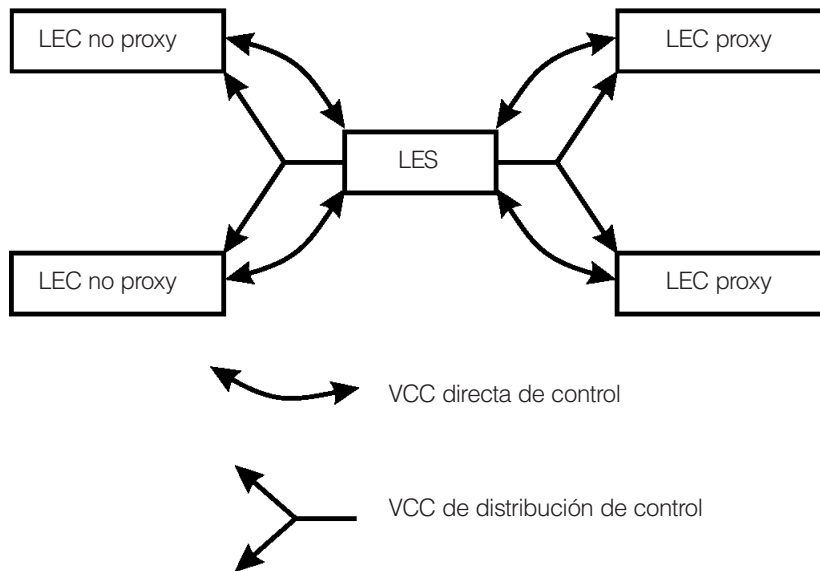 LEC no proxy
LEC proxy
LES
LEC no proxy
LEC proxy
VCC directa de control
VCC de distribución de control